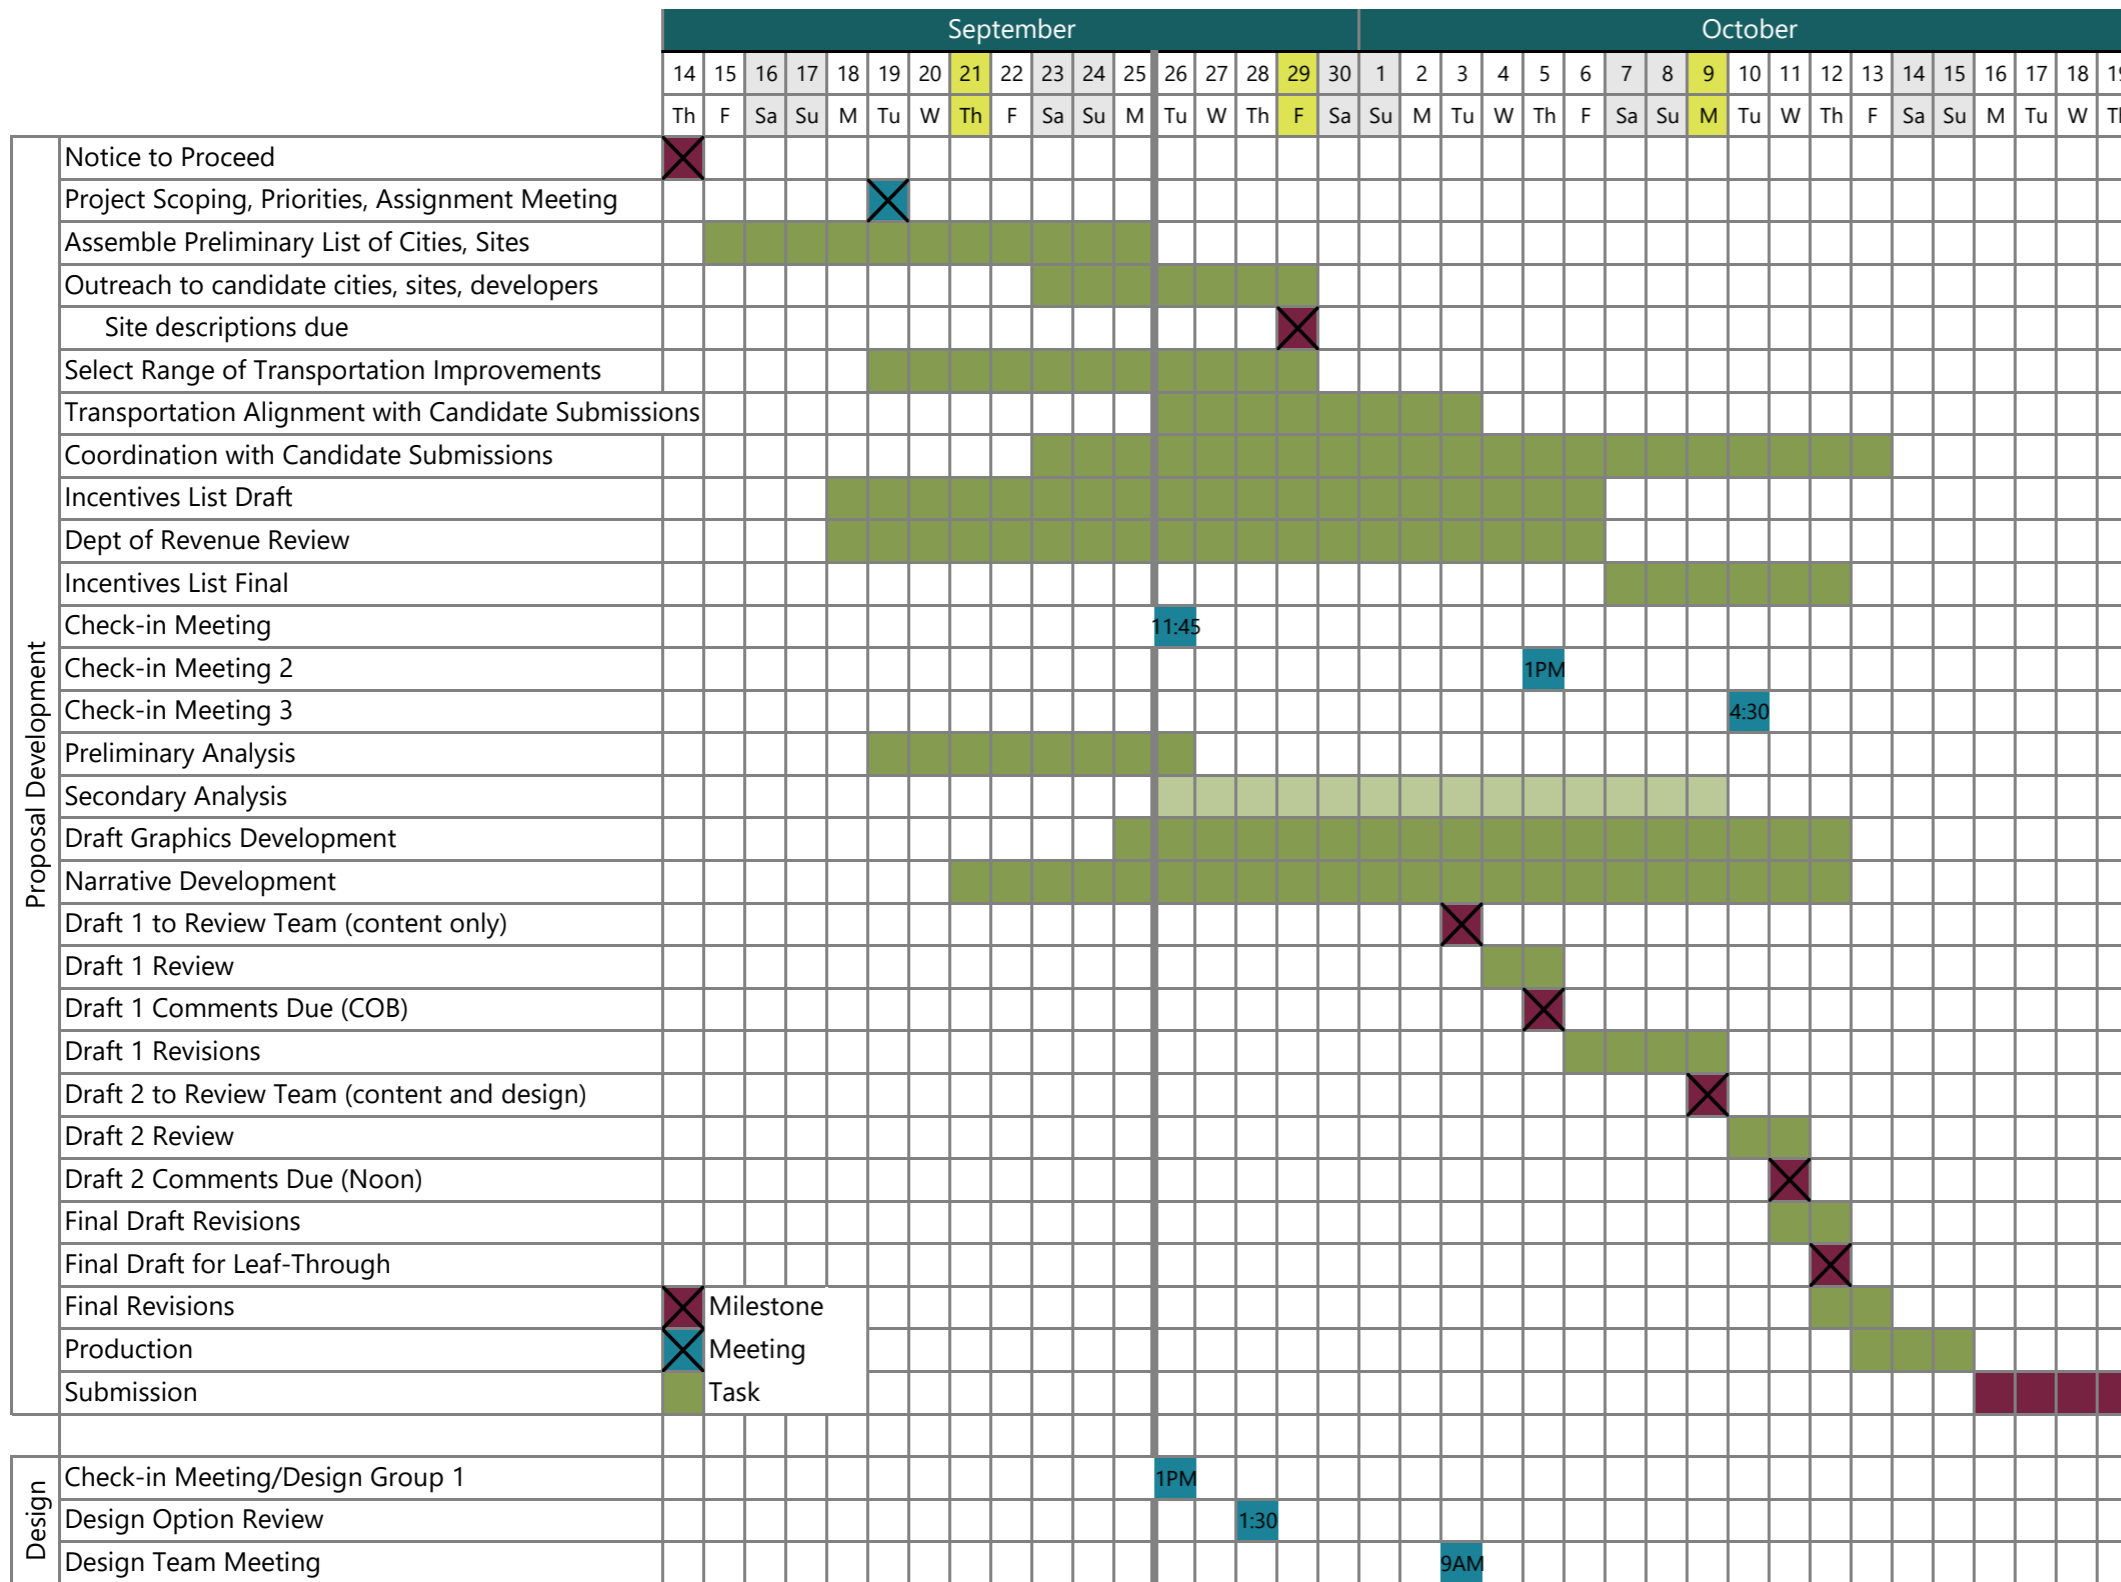 September October
14 15 16 17 18 19 20 21 22 23 24 25 26 27 28 29 30 1 2 3 4 5 6 7 8 9 10 11 12 13 14 15 16 17 18
Th F Sa Su M Tu W Th F Sa Su M Tu W Th F Sa Su M Tu W Th F Sa Su M Tu W Th F Sa Su M Tu W
Proposal Development
Notice to Proceed
Project Scoping, Priorities, Assignment Meeting
Assemble Preliminary List of Cities, Sites
Outreach to candidate cities, sites, developers
Site descriptions due
Select Range of Transportation Improvements
Transportation Alignment with Candidate Submissions
Coordination with Candidate Submissions
Incentives List Draft
Dept of Revenue Review
Incentives List Final
Check-in Meeting 11:45
Check-in Meeting 2 1PM
Check-in Meeting 3 4:30
Preliminary Analysis
Secondary Analysis
Draft Graphics Development
Narrative Development
Draft 1 to Review Team (content only)
Draft 1 Review
Draft 1 Comments Due (COB)
Draft 1 Revisions
Draft 2 to Review Team (content and design)
Draft 2 Review
Draft 2 Comments Due (Noon)
Final Draft Revisions
Final Draft for Leaf-Through
Final Revisions Milestone
Production Meeting
Submission Task
Design
Check-in Meeting/Design Group 1 1PM
Design Option Review 1:30
Design Team Meeting 9AM